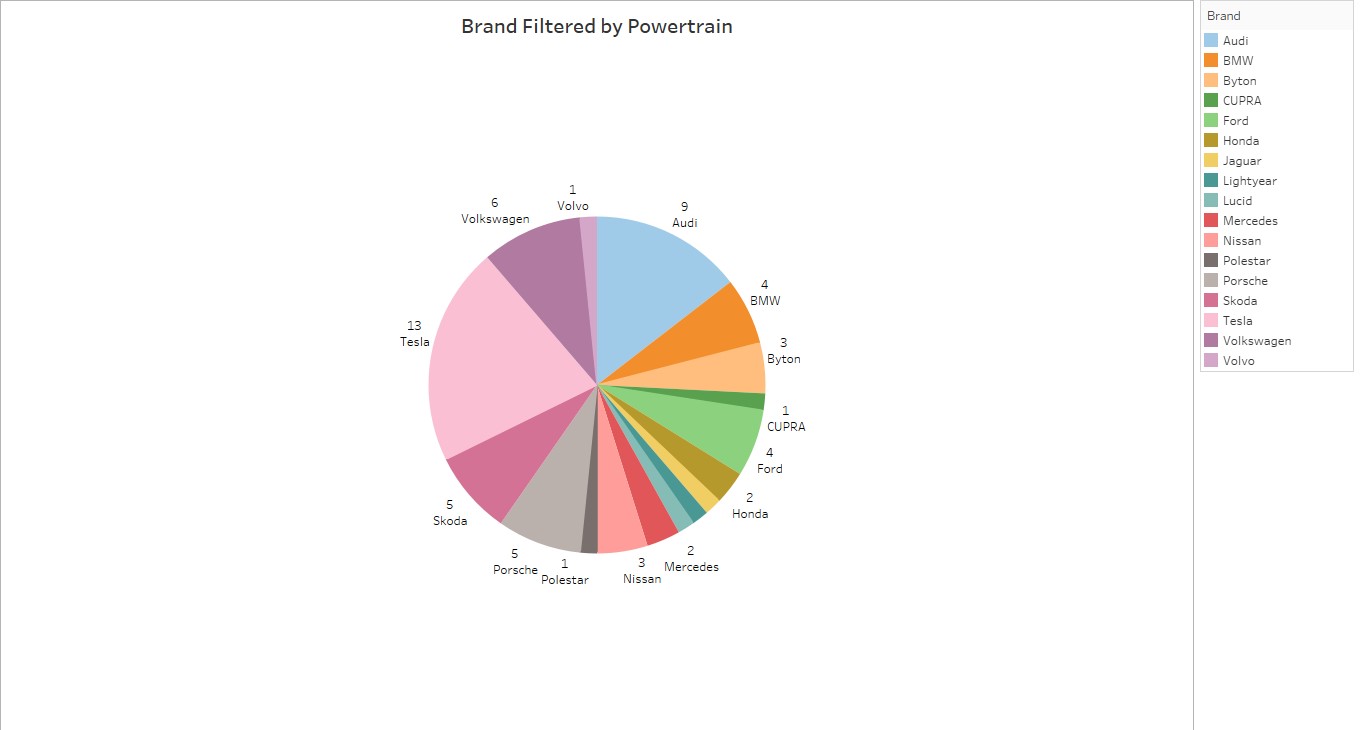 Brand Filtered by Powertrain
1
Volvo
9
Audi
4
BMW
3
Byton
1
CUPRA
4
Ford
2
Honda
2
Mercedes
3
Nissan
1
Polestar
5
Porsche
5
Skoda
13
Tesla
6
Volkswagen
Brand
Audi
BMW
Byton
CUPRA
Ford
Honda
Jaguar
Lightyear
Lucid
Mercedes
Nissan
Polestar
Porsche
Skoda
Tesla
Volkswagen
Volvo